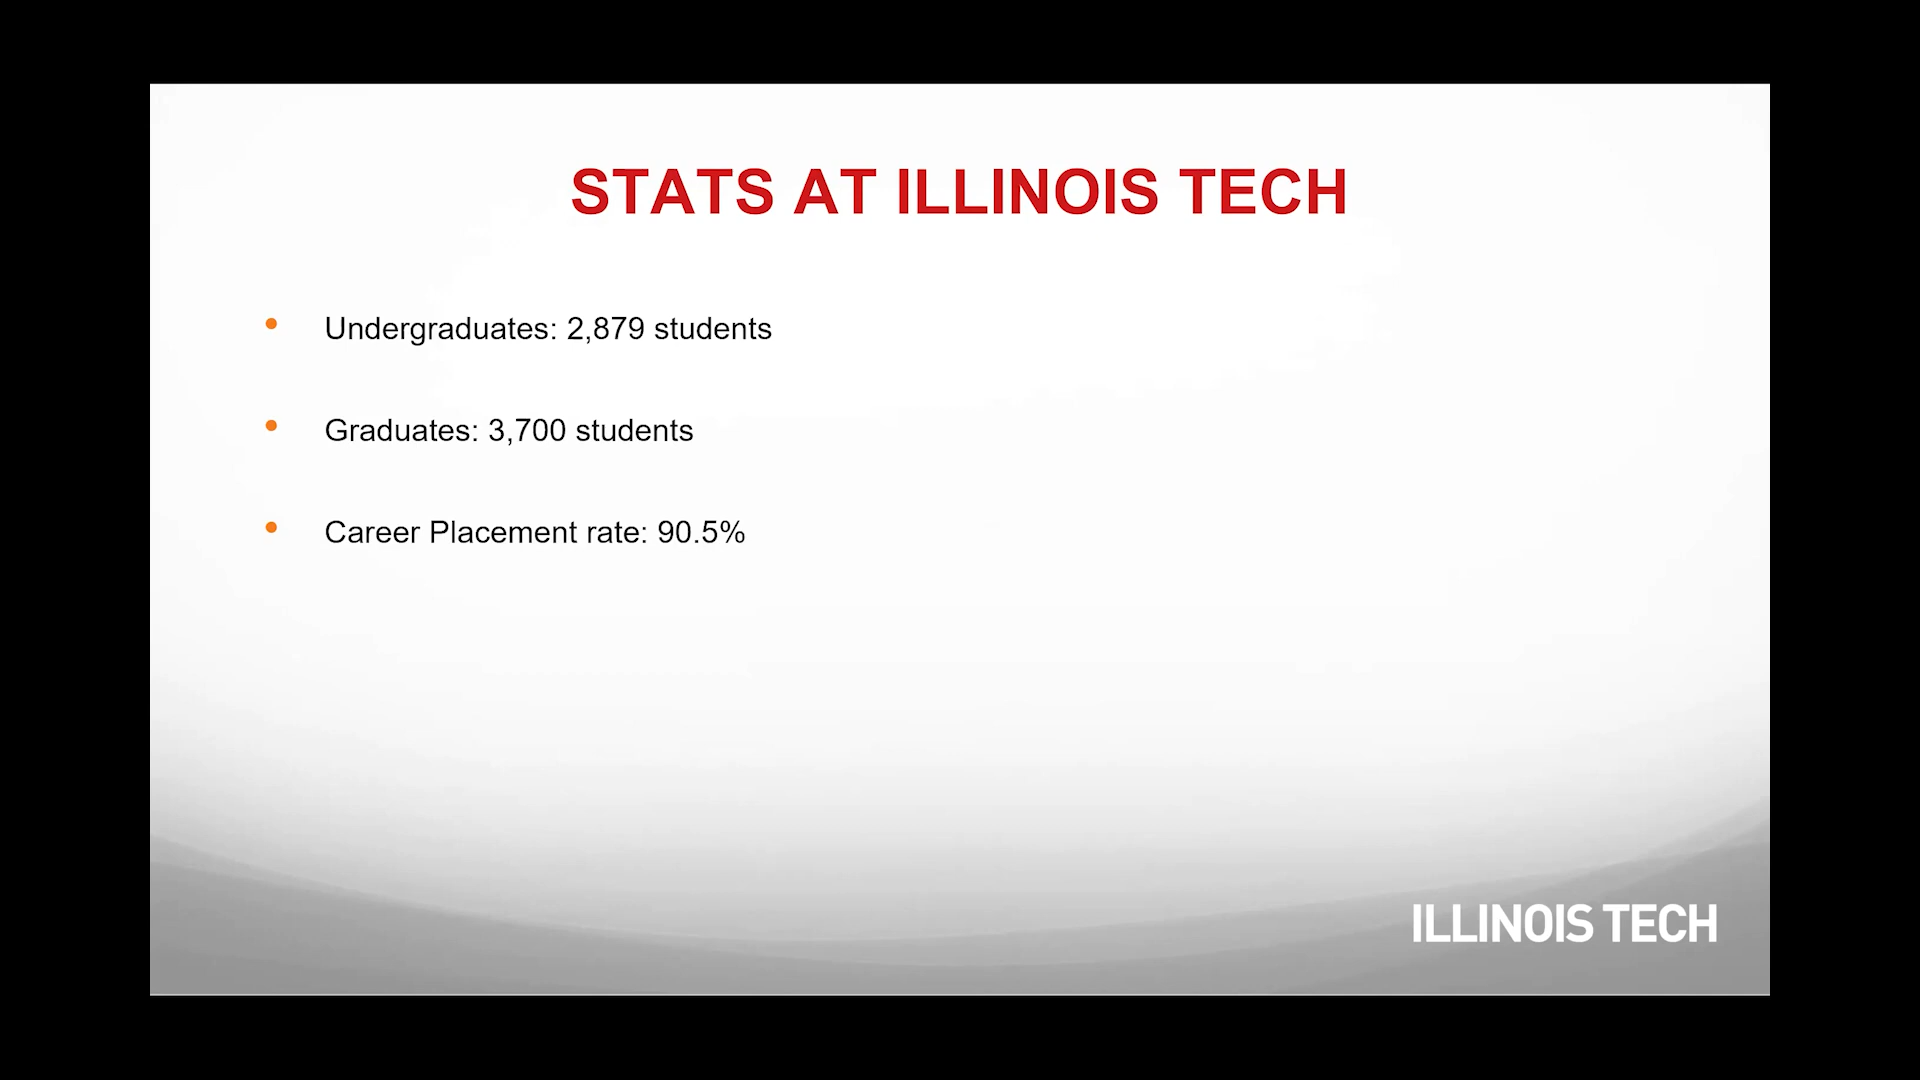 STATS AT ILLINOIS TECH
Undergraduates: 2,879 students
Graduates: 3,700 students
Career Placement rate: 90.5%
ILLINOIS TECH